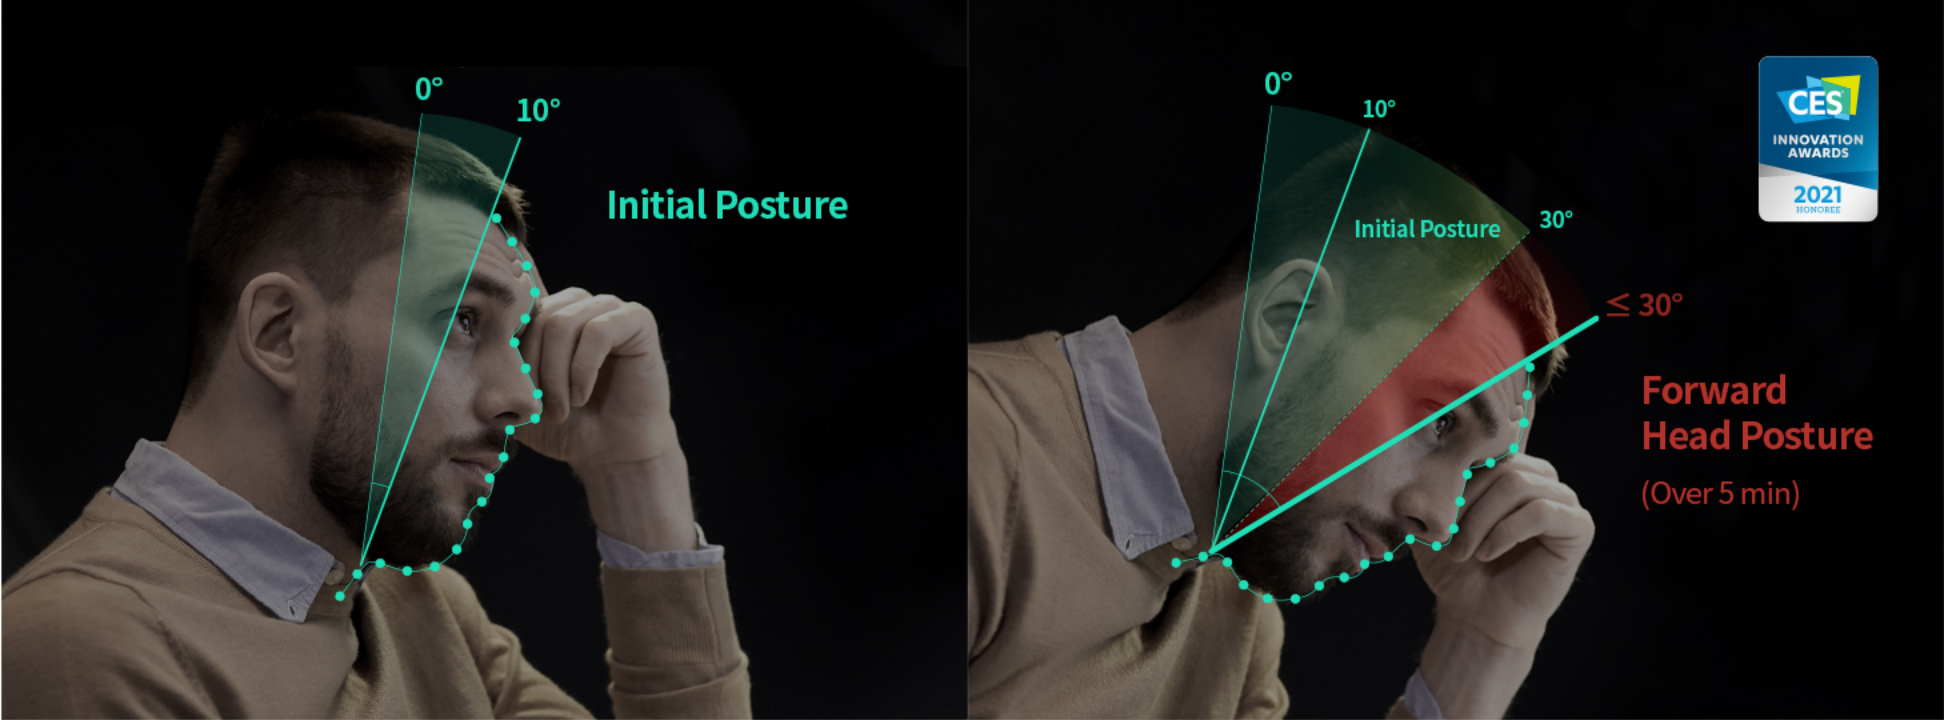 0°
10°
Initial Posture
0°
10°
Initial Posture
30°
≤ 30°
Forward
Head Posture
(Over 5 min)
CES
INNOVATION
AWARDS
2021
HONOREE